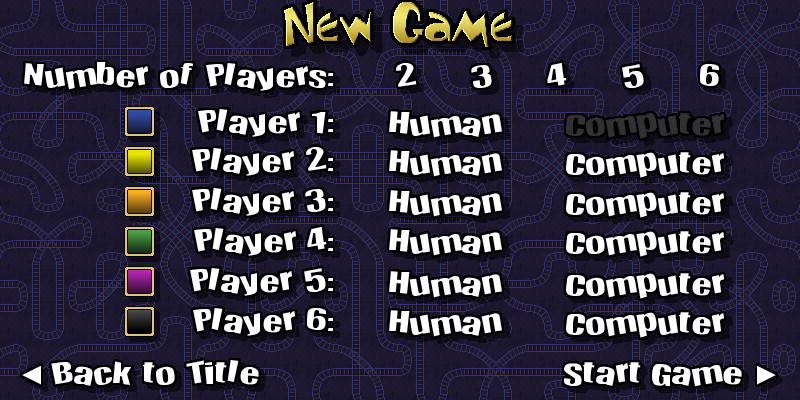 New Game
Number of Players: 2 3 4 5 6
Player 1: Human Computer
Player 2: Human Computer
Player 3: Human Computer
Player 4: Human Computer
Player 5: Human Computer
Player 6: Human Computer
◄ Back to Title Start Game ►